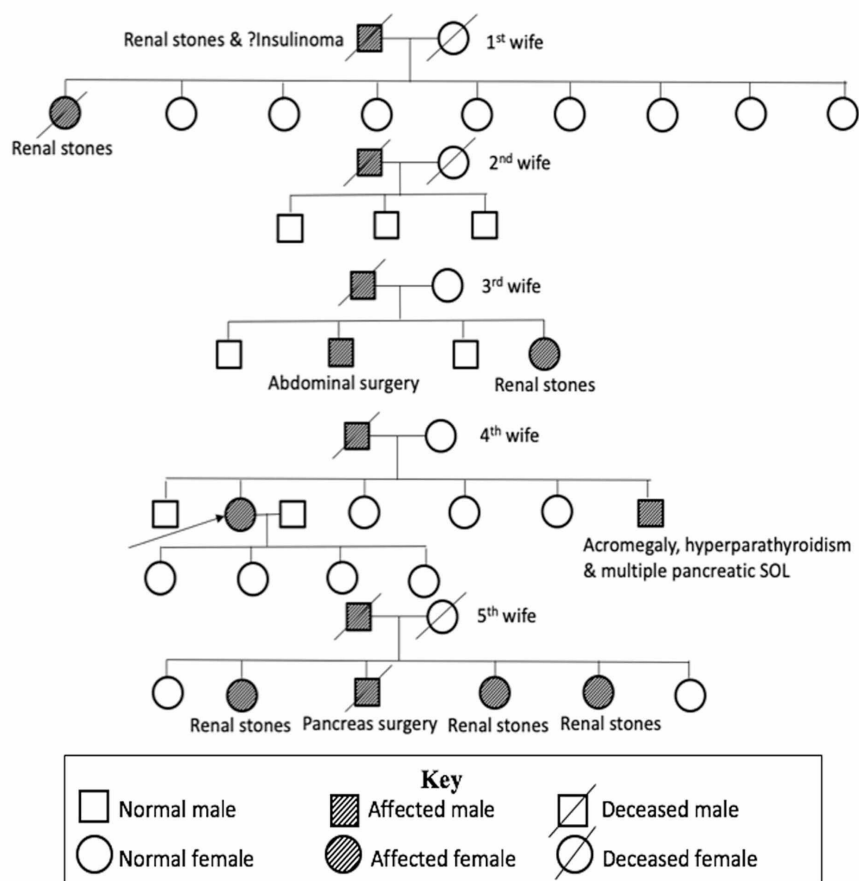 Renal stones & ?Insulinoma
1st wife
Renal stones
2nd wife
3rd wife
Abdominal surgery
Renal stones
4th wife
Acromegaly, hyperparathyroidism
& multiple pancreatic SOL
5th wife
Renal stones
Pancreas surgery
Renal stones
Renal stones
Key
Normal male
Affected male
Deceased male
Normal female
Affected female
Deceased female